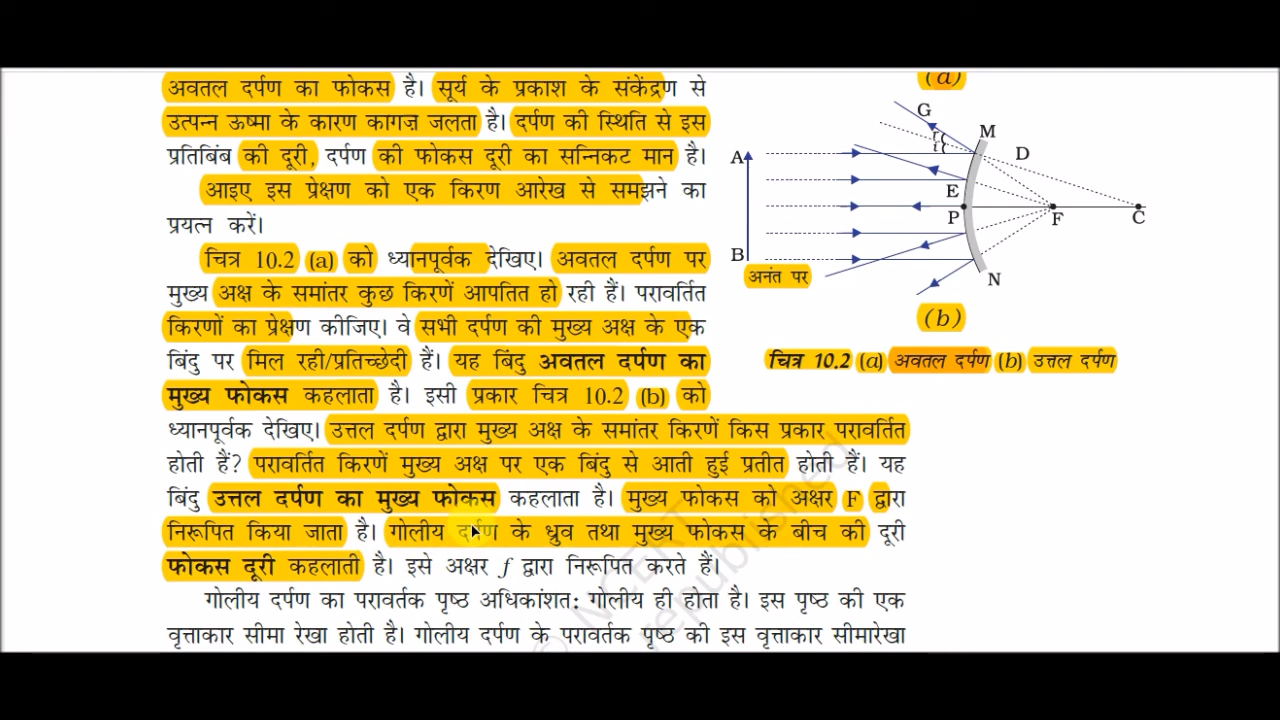 अवतल दर्पण का फोकस है। सूर्य के प्रकाश के संकेंद्रण से
उत्पन्न ऊष्मा के कारण कागज़ जलता है। दर्पण की स्थिति से इस
प्रतिबिंब की दूरी, दर्पण की फोकस दूरी का सन्निकट मान है।
आइए इस प्रेक्षण को एक किरण आरेख से समझने का
प्रयत्न करें।
चित्र 10.2 (a) को ध्यानपूर्वक देखिए। अवतल दर्पण पर
मुख्य अक्ष के समांतर कुछ किरणें आपतित हो रही हैं। परावर्तित
किरणों का प्रेक्षण कीजिए। वे सभी दर्पण की मुख्य अक्ष के एक
बिंदु पर मिल रही/प्रतिच्छेदी हैं। यह बिंदु अवतल दर्पण का
मुख्य फोकस कहलाता है। इसी प्रकार चित्र 10.2 (b) को
ध्यानपूर्वक देखिए। उत्तल दर्पण द्वारा मुख्य अक्ष के समांतर किरणें किस प्रकार परावर्तित
होती हैं? परावर्तित किरणें मुख्य अक्ष पर एक बिंदु से आती हुई प्रतीत होती हैं। यह
बिंदु उत्तल दर्पण का मुख्य फोकस कहलाता है। मुख्य फोकस को अक्षर F द्वारा
निरूपित किया जाता है। गोलीय दर्पण के ध्रुव तथा मुख्य फोकस के बीच की दूरी
फोकस दूरी कहलाती है। इसे अक्षर f द्वारा निरूपित करते हैं।
गोलीय दर्पण का परावर्तक पृष्ठ अधिकांशतः गोलीय ही होता है। इस पृष्ठ की एक
वृत्ताकार सीमा रेखा होती है। गोलीय दर्पण के परावर्तक पृष्ठ की इस वृत्ताकार सीमारेखा
(a)
G
M
r
i
D
A
E
P
F
C
B
N
अनंत पर
(b)
चित्र 10.2 (a) अवतल दर्पण (b) उत्तल दर्पण
© NCERT
republished